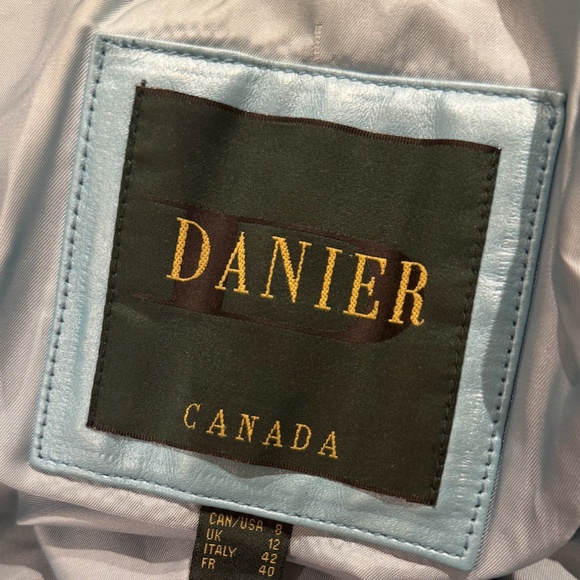 DANIER
CANADA
CAN/USA 8
UK 12
ITALY 42
FR 40